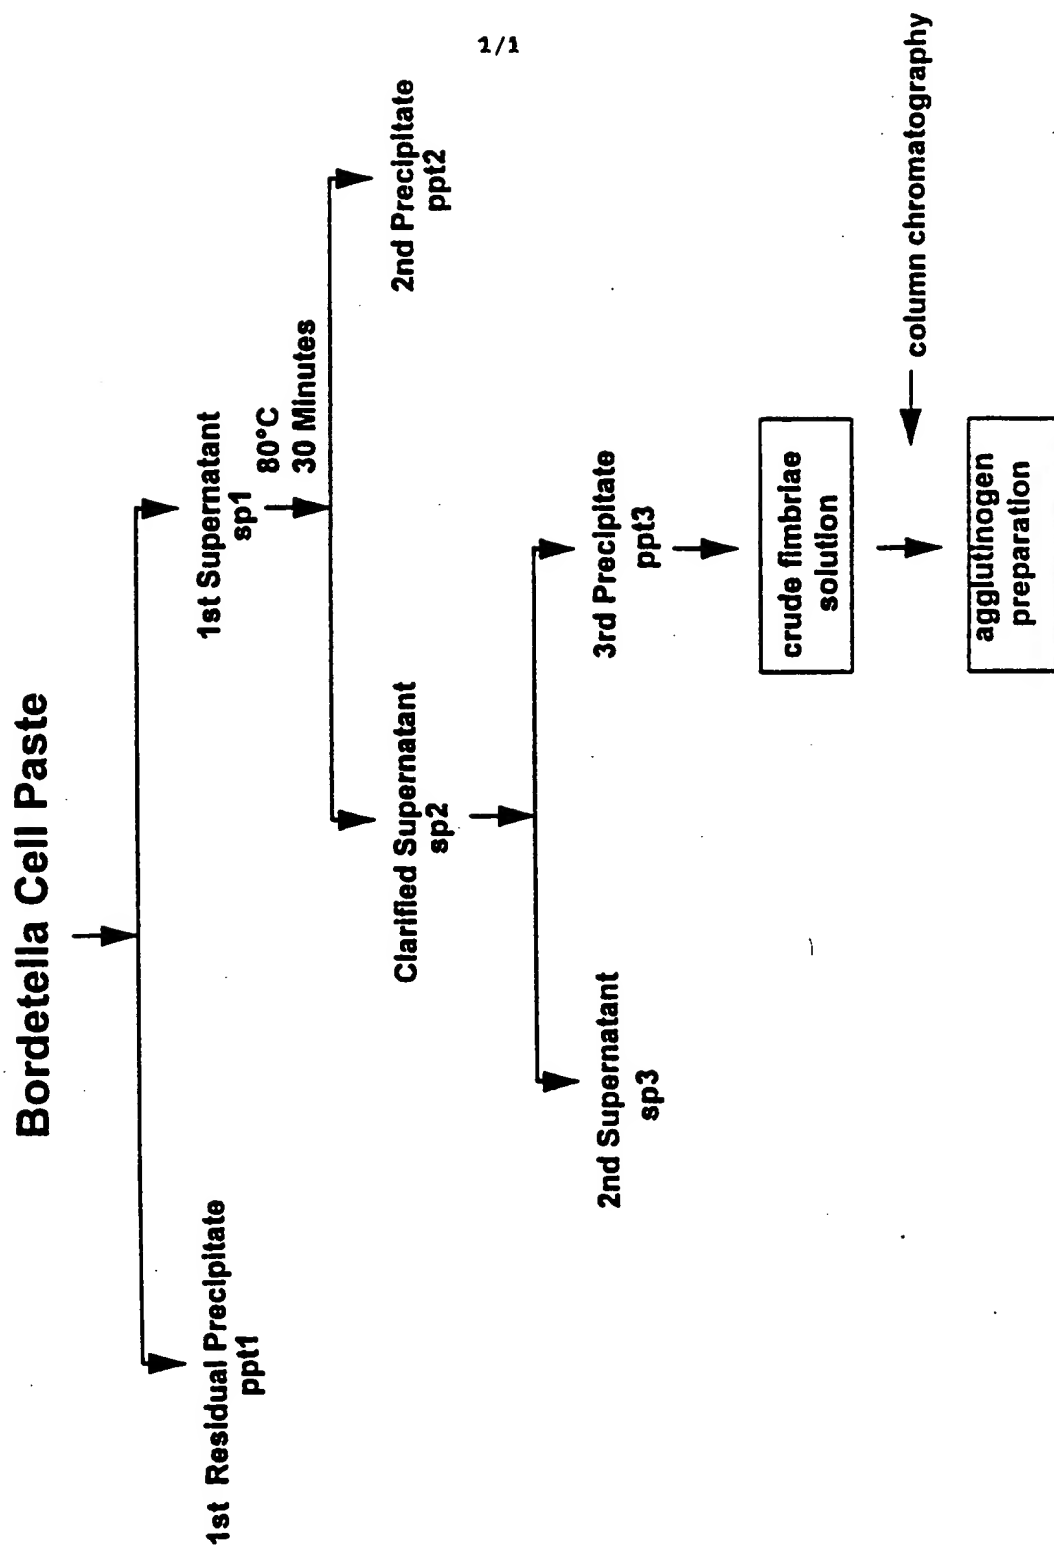 1/1
Bordetella Cell Paste
1st Residual Precipitate
ppt1
1st Supernatant
sp1
80°C
30 Minutes
Clarified Supernatant
sp2
2nd Precipitate
ppt2
2nd Supernatant
sp3
3rd Precipitate
ppt3
crude fimbriae
solution
column chromatography
agglutinogen
preparation